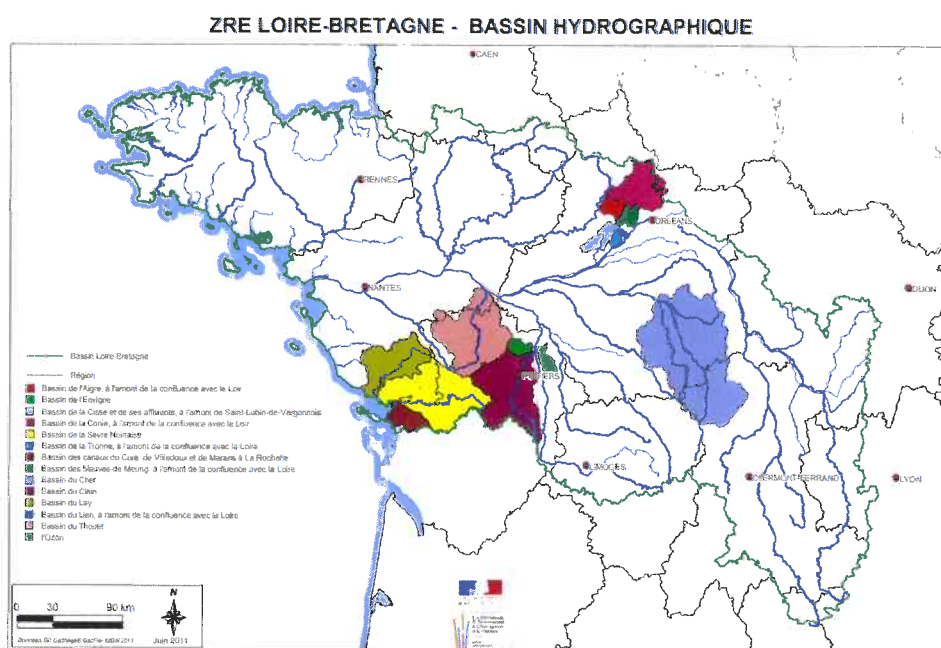 ZRE LOIRE-BRETAGNE - BASSIN HYDROGRAPHIQUE
CAEN
RENNES
ORLEANS
NANTES
DIJON
LIMOGES
CLERMONT-FERRAND
LYON
Bassin Loire-Bretagne
Région
Bassin de l'Aigre, à l'amont de la confluence avec le Loir
Bassin de l'Envigne
Bassin de la Cisse et de ses affluents, à l'amont de Saint-Lubin-de-Vergonnois
Bassin de la Conie, à l'amont de la confluence avec le Loir
Bassin de la Sèvre Niortaise
Bassin de la Tronne, à l'amont de la confluence avec la Loire
Bassin des canaux du Curé, de Villedoux et de Marans à La Rochelle
Bassin des Mauves de Meung, à l'amont de la confluence avec la Loire
Bassin du Cher
Bassin du Clain
Bassin du Lay
Bassin du Lien, à l'amont de la confluence avec la Loire
Bassin du Thouet
l'Ozon
0 30 90 km
N
Juin 2011